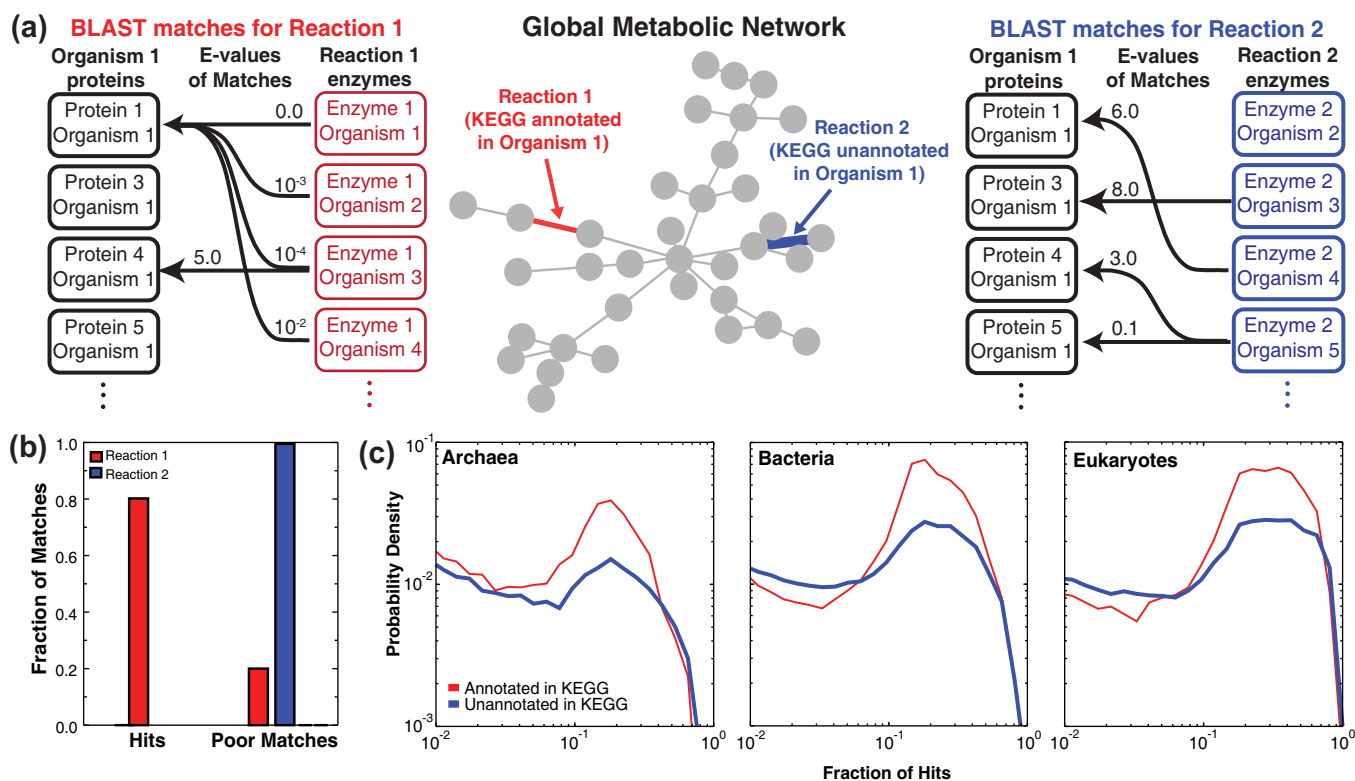 (a)
BLAST matches for Reaction 1
Organism 1
proteins
E-values
of Matches
Reaction 1
enzymes
Protein 1
Organism 1
Protein 3
Organism 1
Protein 4
Organism 1
Protein 5
Organism 1
0.0
10-3
5.0
10-4
10-2
Enzyme 1
Organism 1
Enzyme 1
Organism 2
Enzyme 1
Organism 3
Enzyme 1
Organism 4
Global Metabolic Network
Reaction 1
(KEGG annotated
in Organism 1)
Reaction 2
(KEGG unannotated
in Organism 1)
BLAST matches for Reaction 2
Organism 1
proteins
E-values
of Matches
Reaction 2
enzymes
Protein 1
Organism 1
Protein 3
Organism 1
Protein 4
Organism 1
Protein 5
Organism 1
6.0
8.0
3.0
0.1
Enzyme 2
Organism 2
Enzyme 2
Organism 3
Enzyme 2
Organism 4
Enzyme 2
Organism 5
(b)
Fraction of Matches
1.0
0.8
0.6
0.4
0.2
0.0
Reaction 1
Reaction 2
Hits
Poor Matches
(c)
Probability Density
10-1
10-2
10-3
Archaea
Annotated in KEGG
Unannotated in KEGG
10-2
10-1
100
Bacteria
10-2
10-1
100
Eukaryotes
10-2
10-1
100
Fraction of Hits